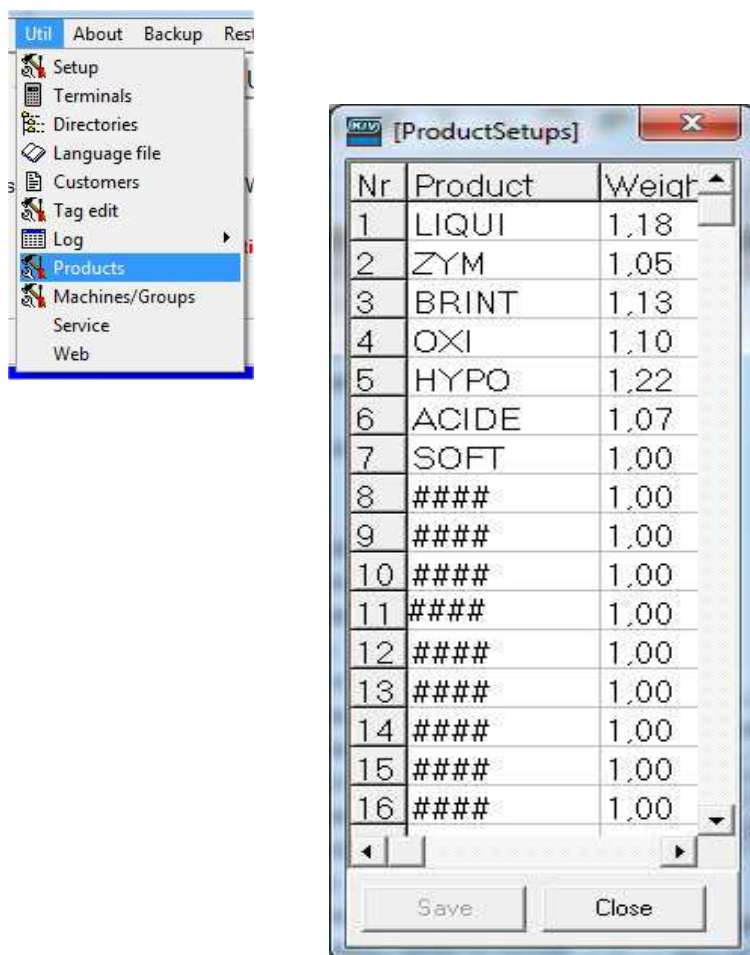 Util About Backup Rest
Setup
Terminals
Directories
Language file
Customers
Tag edit
Log
Products
Machines/Groups
Service
Web
KJV [ProductSetups]
Nr Product Weigh
1 LIQUI 1,18
2 ZYM 1,05
3 BRINT 1,13
4 OXI 1,10
5 HYPO 1,22
6 ACIDE 1,07
7 SOFT 1,00
8 #### 1,00
9 #### 1,00
10 #### 1,00
11 #### 1,00
12 #### 1,00
13 #### 1,00
14 #### 1,00
15 #### 1,00
16 #### 1,00
Save Close